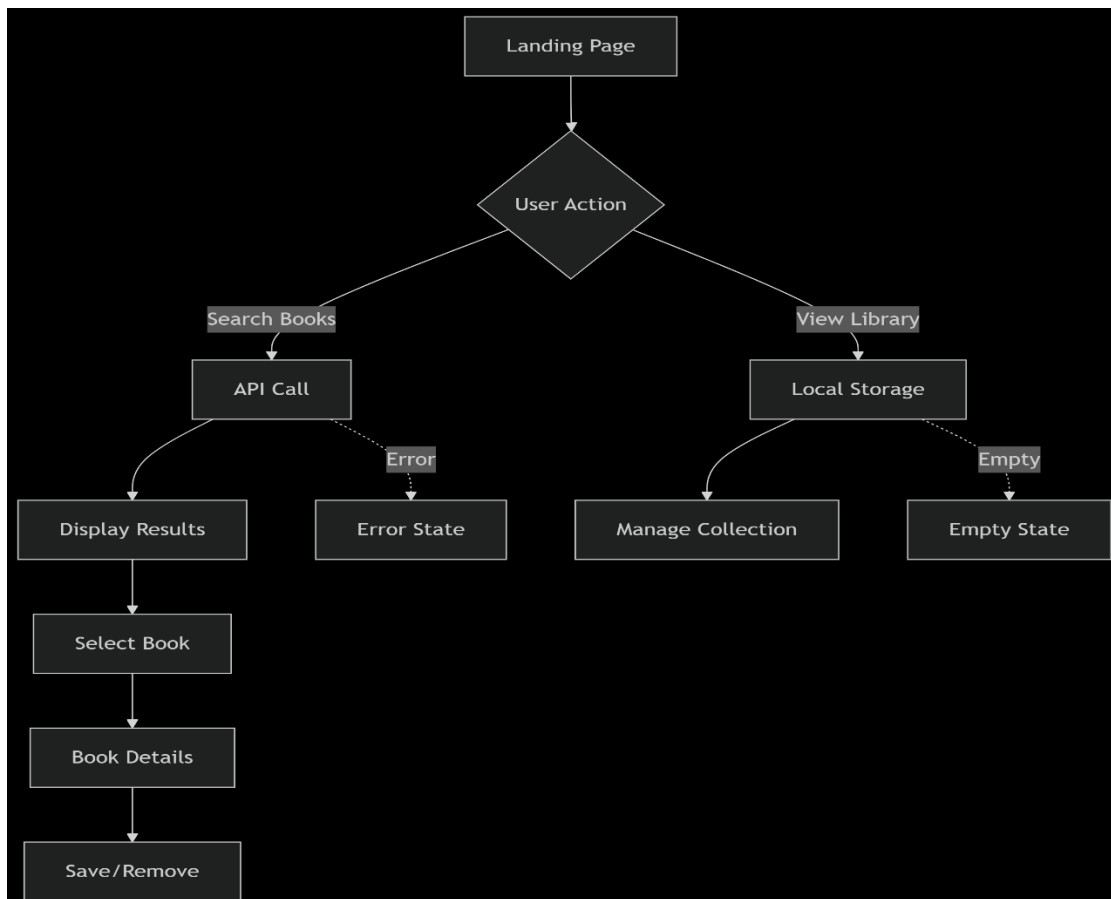 Landing Page
User Action
Search Books
View Library
API Call
Local Storage
Error
Empty
Display Results
Error State
Manage Collection
Empty State
Select Book
Book Details
Save/Remove